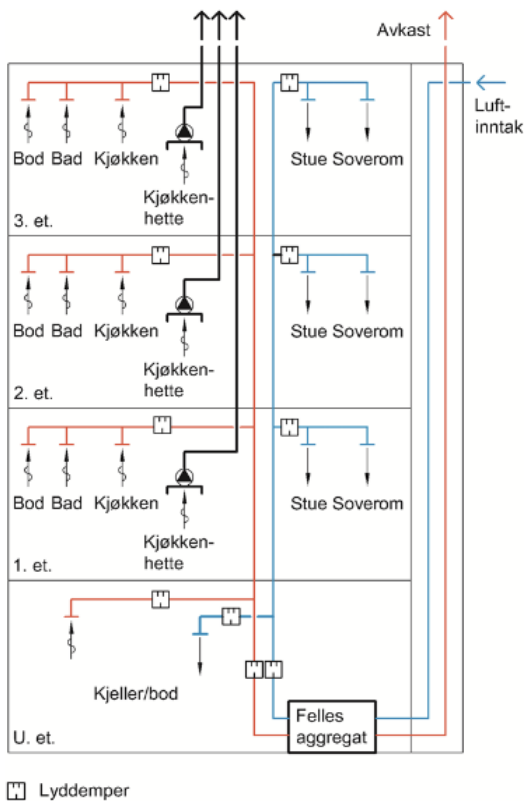 Avkast
Luft-
inntak
Bod Bad Kjøkken
Stue Soverom
Kjøkken-
hette
3. et.
Bod Bad Kjøkken
Stue Soverom
Kjøkken-
hette
2. et.
Bod Bad Kjøkken
Stue Soverom
Kjøkken-
hette
1. et.
Kjeller/bod
Felles
aggregat
U. et.
Lyddemper